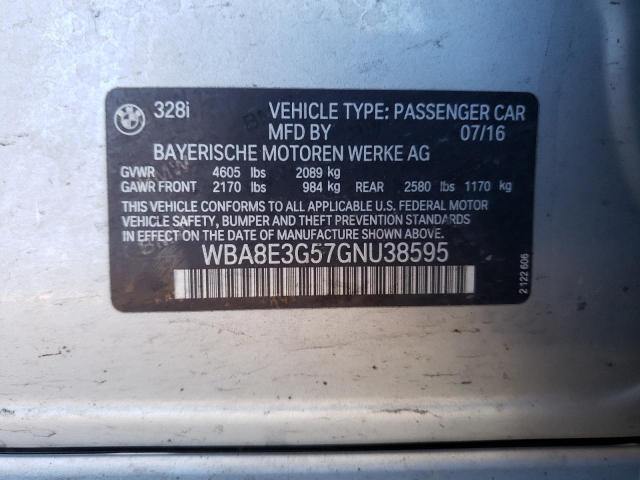 BMW 328i VEHICLE TYPE: PASSENGER CAR
MFD BY 07/16
BAYERISCHE MOTOREN WERKE AG
GVWR 4605 lbs 2089 kg
GAWR FRONT 2170 lbs 984 kg REAR 2580 lbs 1170 kg
THIS VEHICLE CONFORMS TO ALL APPLICABLE U.S. FEDERAL MOTOR
VEHICLE SAFETY, BUMPER AND THEFT PREVENTION STANDARDS IN
EFFECT ON THE DATE OF MANUFACTURE SHOWN ABOVE.
WBA8E3G57GNU38595
2 122 606